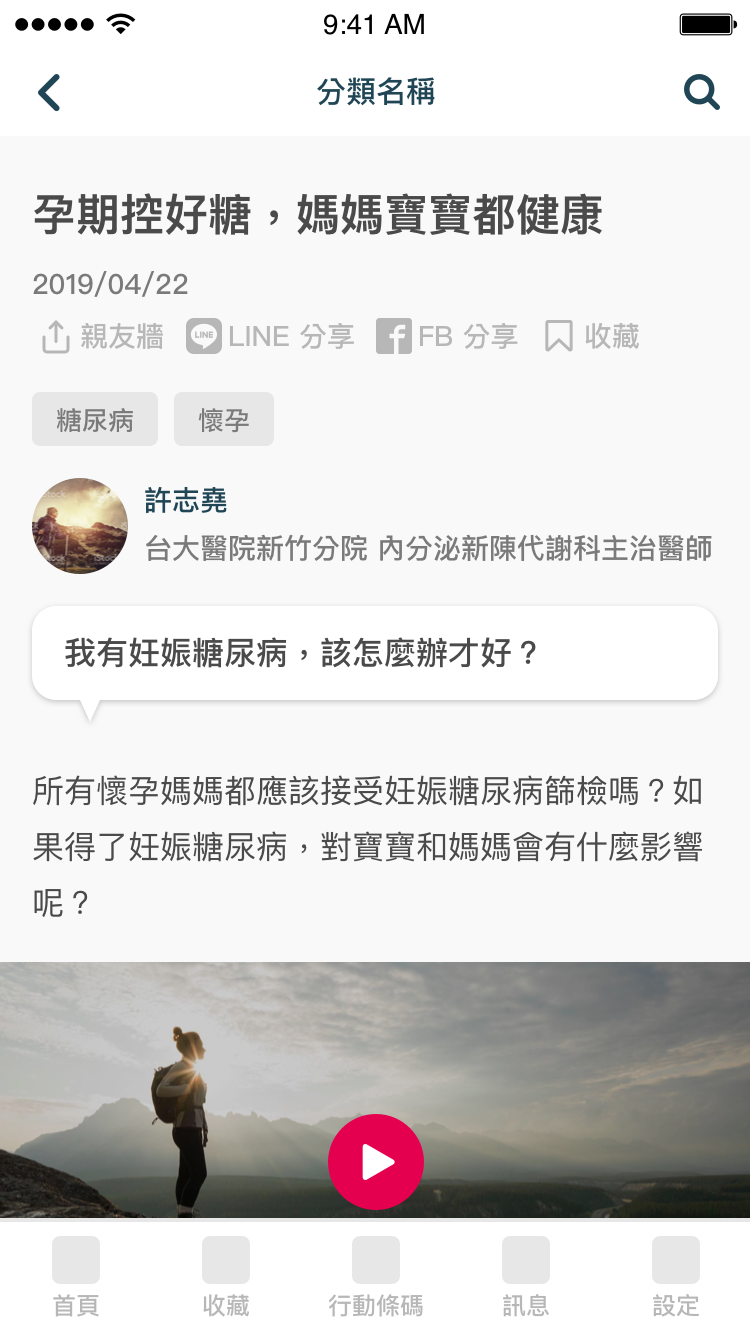 9:41 AM
分類名稱
孕期控好糖，媽媽寶寶都健康
2019/04/22
親友牆 LINE LINE 分享 FB 分享 收藏
糖尿病 懷孕
許志堯
台大醫院新竹分院 內分泌新陳代謝科主治醫師
我有妊娠糖尿病，該怎麼辦才好？
所有懷孕媽媽都應該接受妊娠糖尿病篩檢嗎？如
果得了妊娠糖尿病，對寶寶和媽媽會有什麼影響
呢？
首頁 收藏 行動條碼 訊息 設定